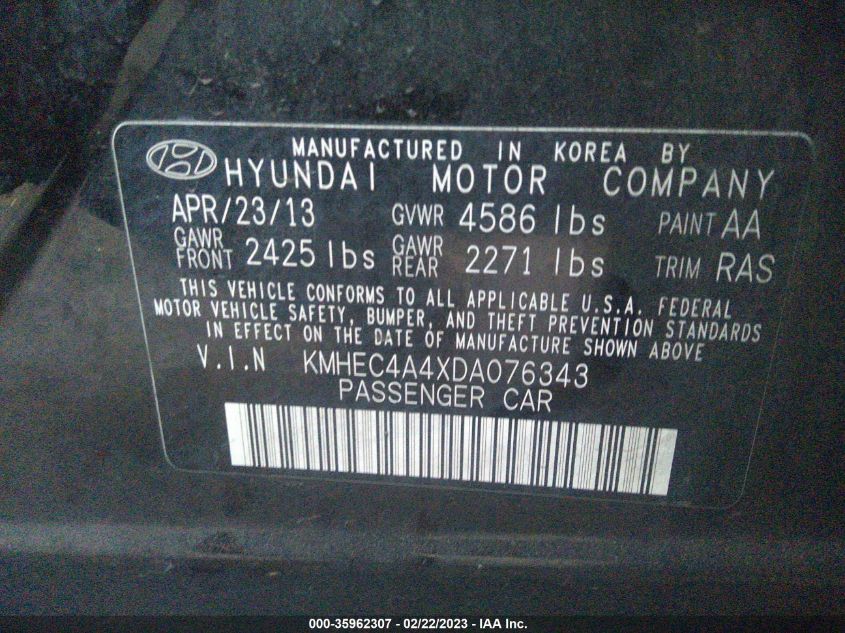 MANUFACTURED IN KOREA BY
HYUNDAI MOTOR COMPANY
APR/23/13 GVWR 4586 lbs PAINT AA
GAWR FRONT 2425 lbs GAWR REAR 2271 lbs TRIM RAS
THIS VEHICLE CONFORMS TO ALL APPLICABLE U.S.A. FEDERAL
MOTOR VEHICLE SAFETY, BUMPER, AND THEFT PREVENTION STANDARDS
IN EFFECT ON THE DATE OF MANUFACTURE SHOWN ABOVE
V.I.N KMHEC4A4XDA076343
PASSENGER CAR
000-35962307 - 02/22/2023 - IAA Inc.